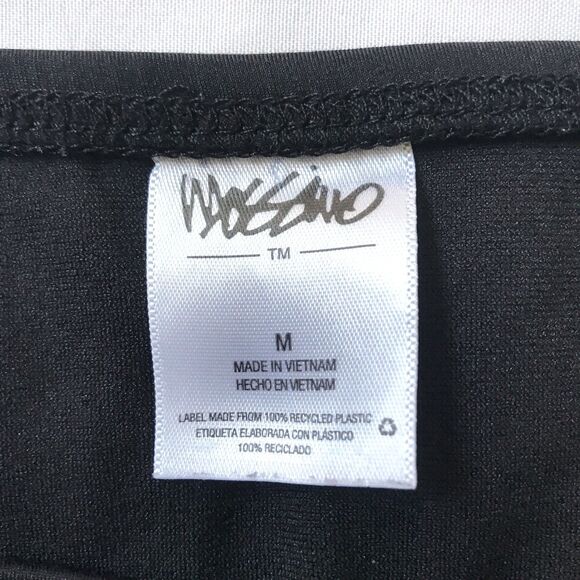 Mossimo
TM
M
MADE IN VIETNAM
HECHO EN VIETNAM
LABEL MADE FROM 100% RECYCLED PLASTIC
ETIQUETA ELABORADA CON PLÁSTICO
100% RECICLADO